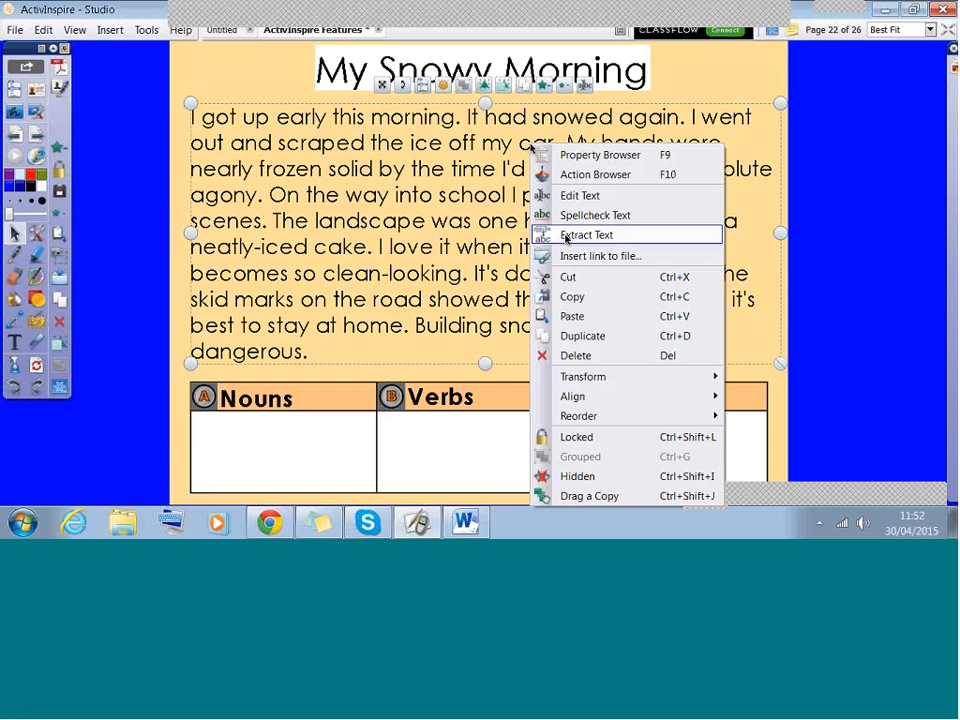 ActivInspire - Studio
File Edit View Insert Tools Help Untitled ActivInspire Features * CLASSFLOW Connect Page 22 of 26 Best Fit
My Snowy Morning
I got up early this morning. It had snowed again. I went
out and scraped the ice off my car. My hands were
nearly frozen solid by the time I'd
olute
agony. On the way into school I
scenes. The landscape was one
a
neatly-iced cake. I love it when it
becomes so clean-looking. It's
he
skid marks on the road showed
it's
best to stay at home. Building
dangerous.
Property Browser F9
Action Browser F10
Edit Text
Spellcheck Text
Extract Text
Insert link to file...
Cut Ctrl+X
Copy Ctrl+C
Paste Ctrl+V
Duplicate Ctrl+D
Delete Del
Transform
Align
Reorder
Locked Ctrl+Shift+L
Grouped Ctrl+G
Hidden Ctrl+Shift+I
Drag a Copy Ctrl+Shift+J
A Nouns B Verbs
11:52
30/04/2015